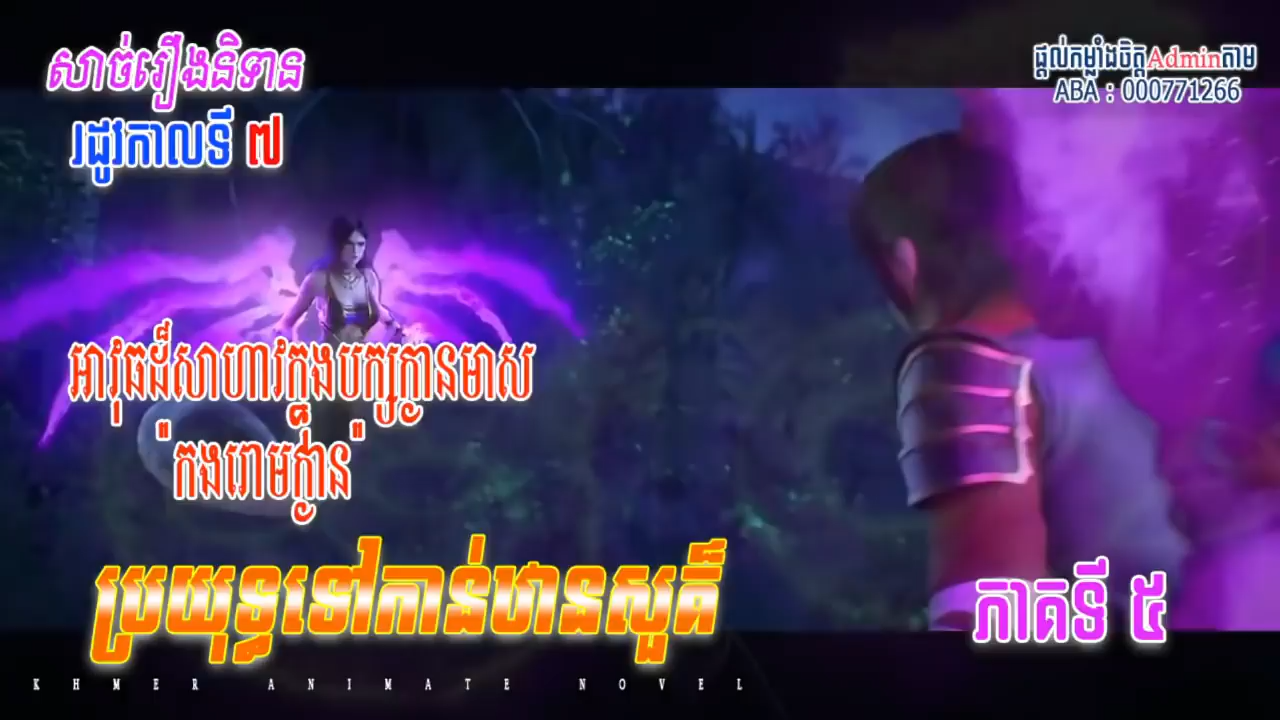 សាច់រឿងនិទាន
រដូវកាលទី ៧
ផ្តល់កម្លាំងចិត្តAdminតាម
ABA : 000771266
អាវុធដ៏សាហាវក្នុងបុក្សក្ងានមាស
"កងរោមក្ងាន"
ប្រយុទ្ធទៅកាន់ឋានសួគ៌
ភាគទី ៥
KHMER ANIMATE NOVEL